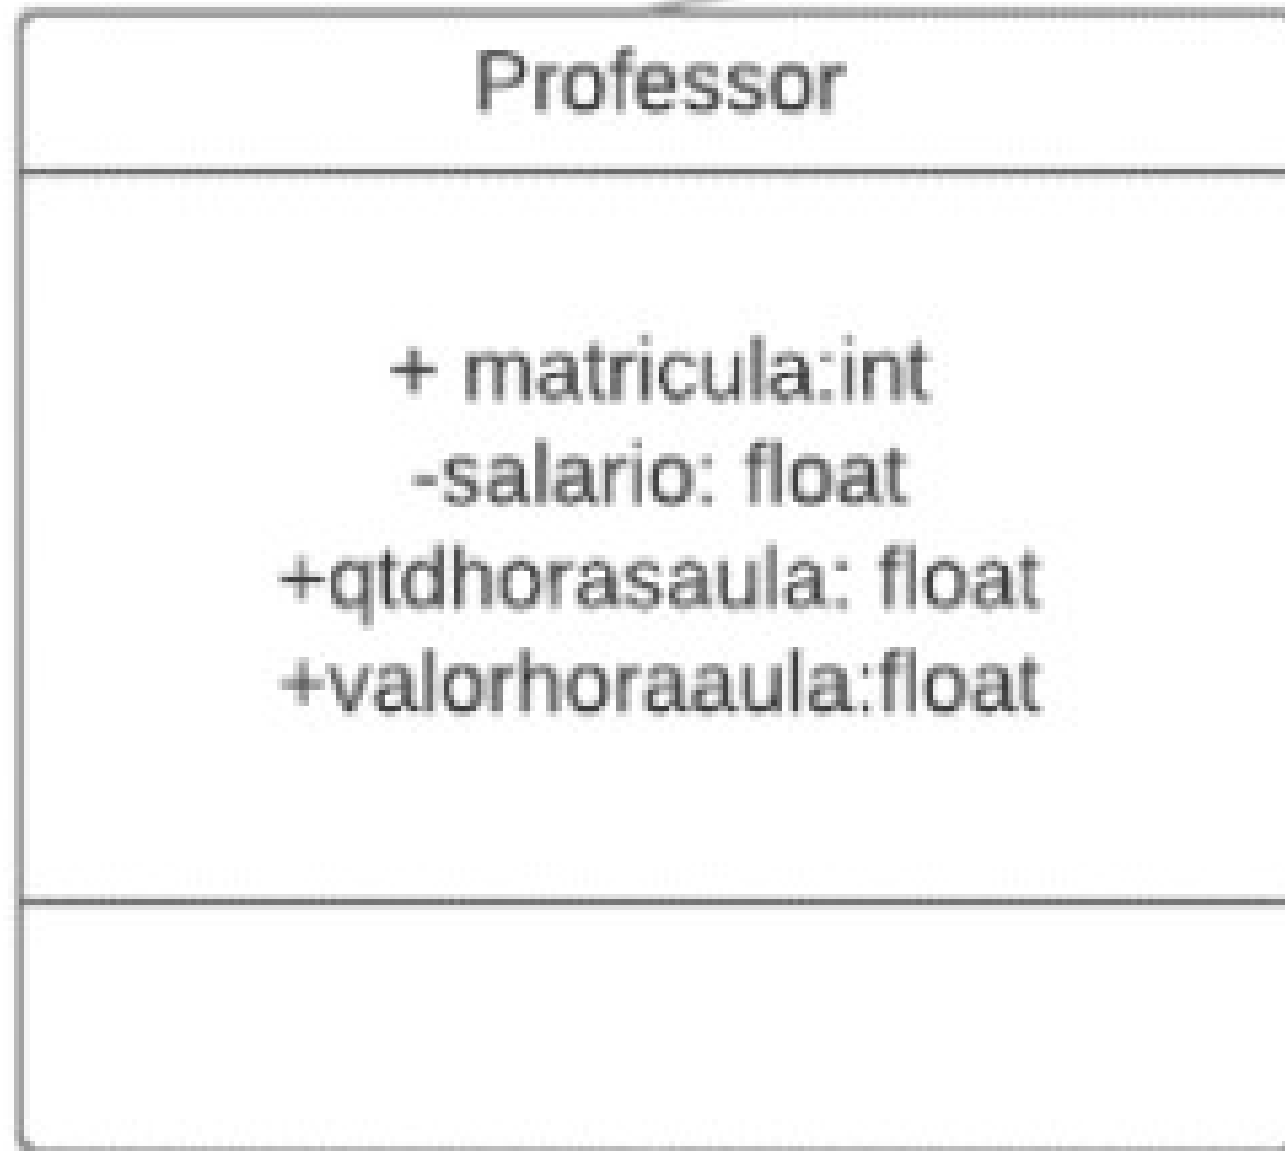 Professor
+ matricula:int
-salario: float
+qtdhorasaula: float
+valorhoraaula:float